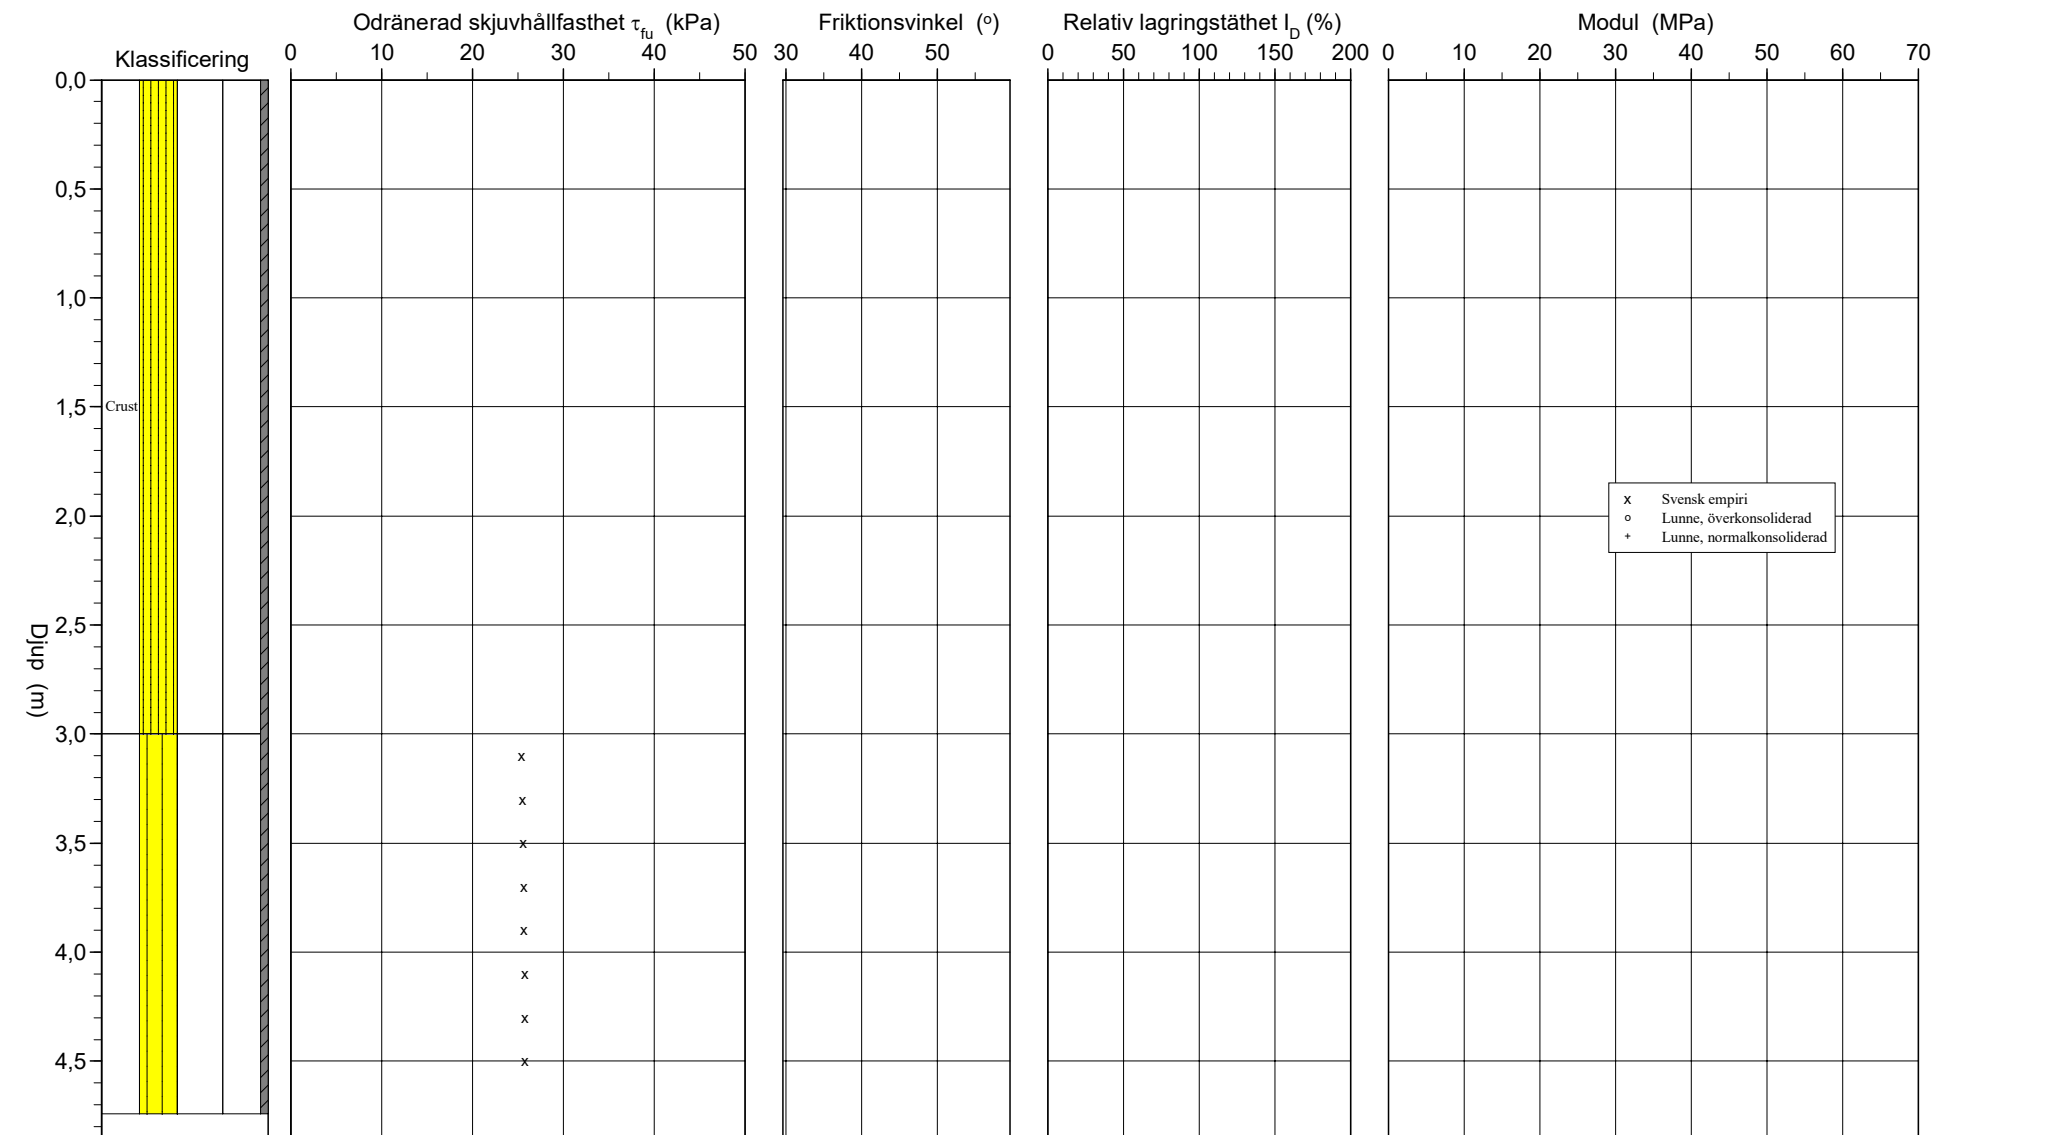 Odränerad skjuvhållfasthet τfu (kPa)
Friktionsvinkel (o)
Relativ lagringstäthet ID (%)
Modul (MPa)
Klassificering
0 10 20 30 40 50
30 40 50
0 50 100 150 200
0 10 20 30 40 50 60 70
0,0
0,5
1,0
1,5
Crust
2,0
2,5
3,0
3,5
4,0
4,5
Djup (m)
x Svensk empiri
o Lunne, överkonsoliderad
+ Lunne, normalkonsoliderad
x
x
x
x
x
x
x
x